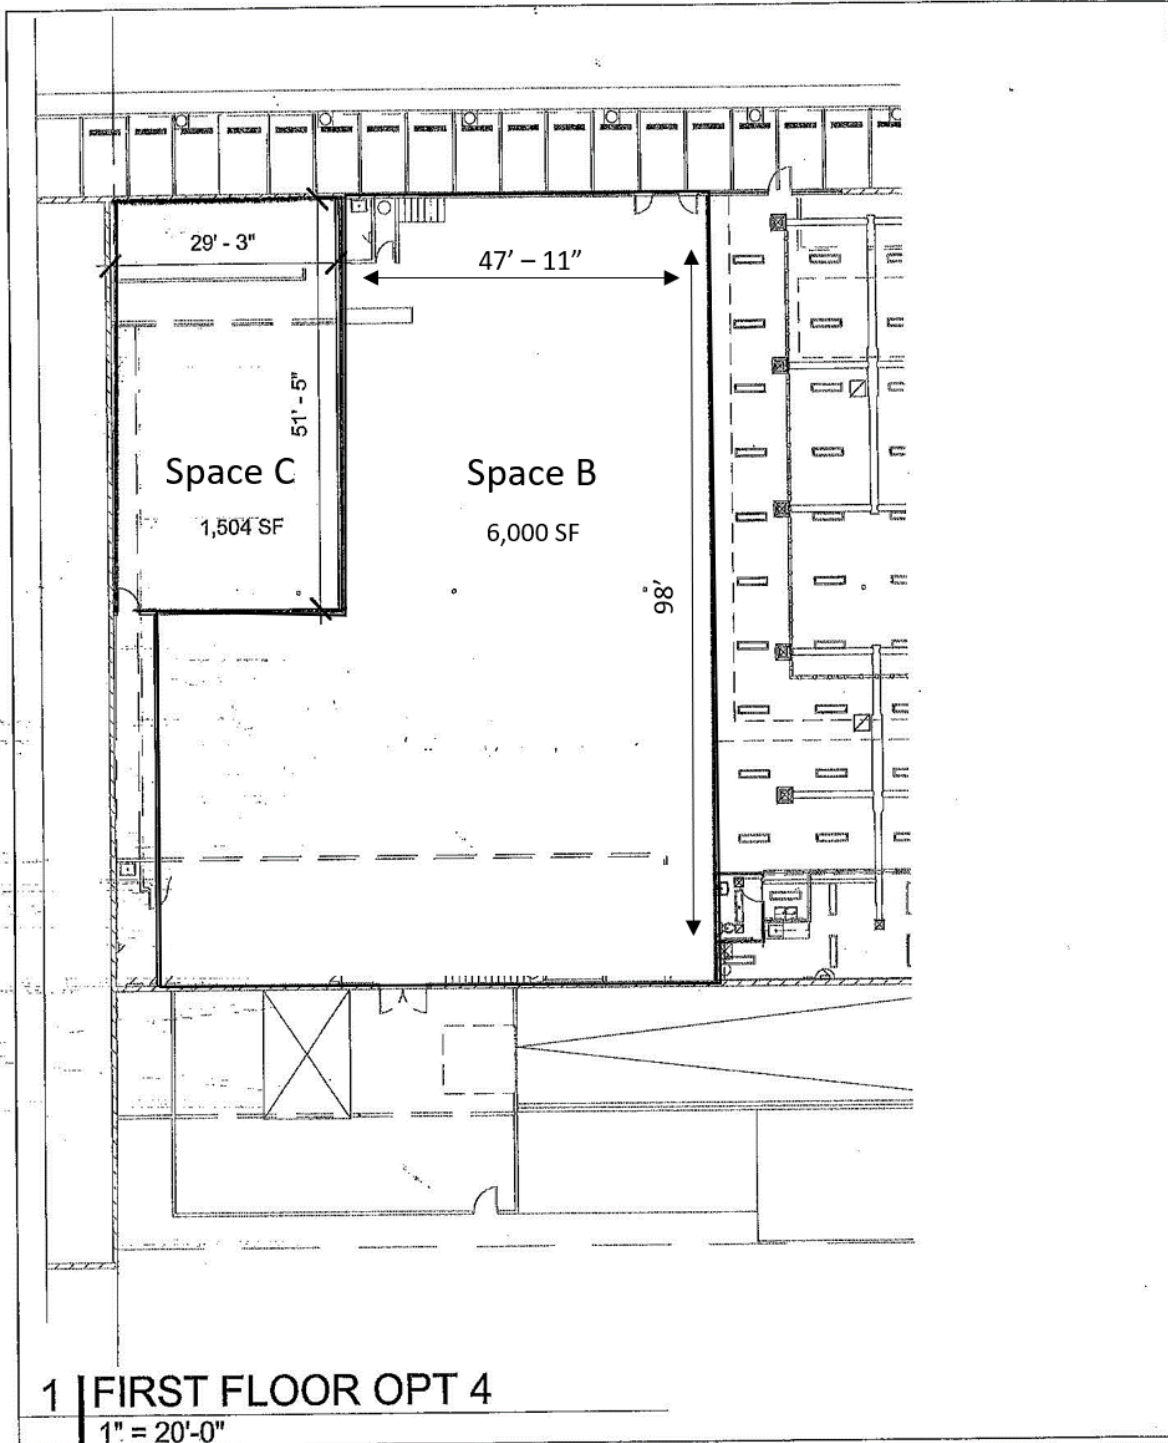 29' - 3"
47' – 11”
51' - 5"
Space C
Space B
1,504 SF
6,000 SF
98'
1 FIRST FLOOR OPT 4
1" = 20'-0"